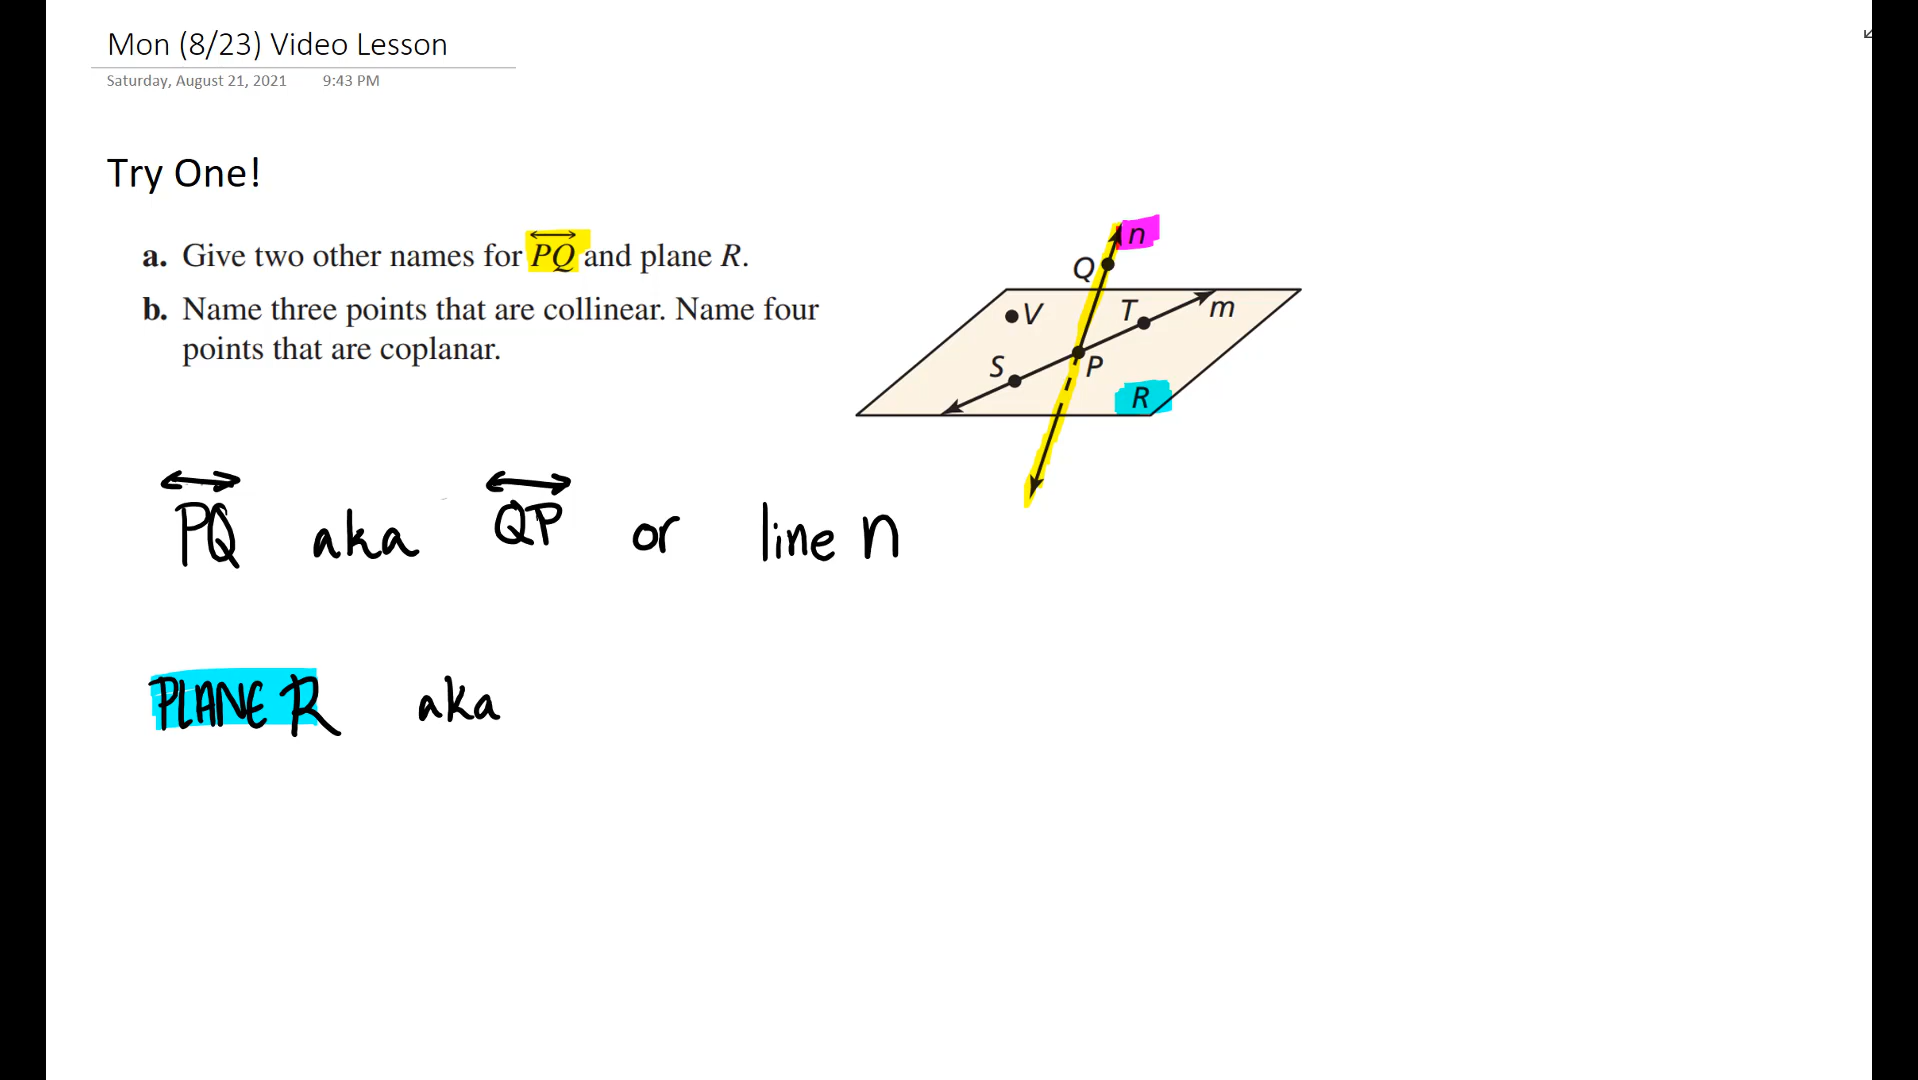 Mon (8/23) Video Lesson
Saturday, August 21, 2021 9:43 PM
Try One!
a. Give two other names for PQ and plane R.
b. Name three points that are collinear. Name four
points that are coplanar.
n
Q
V
T
m
S
P
R
PQ aka QP or line n
PLANE R aka